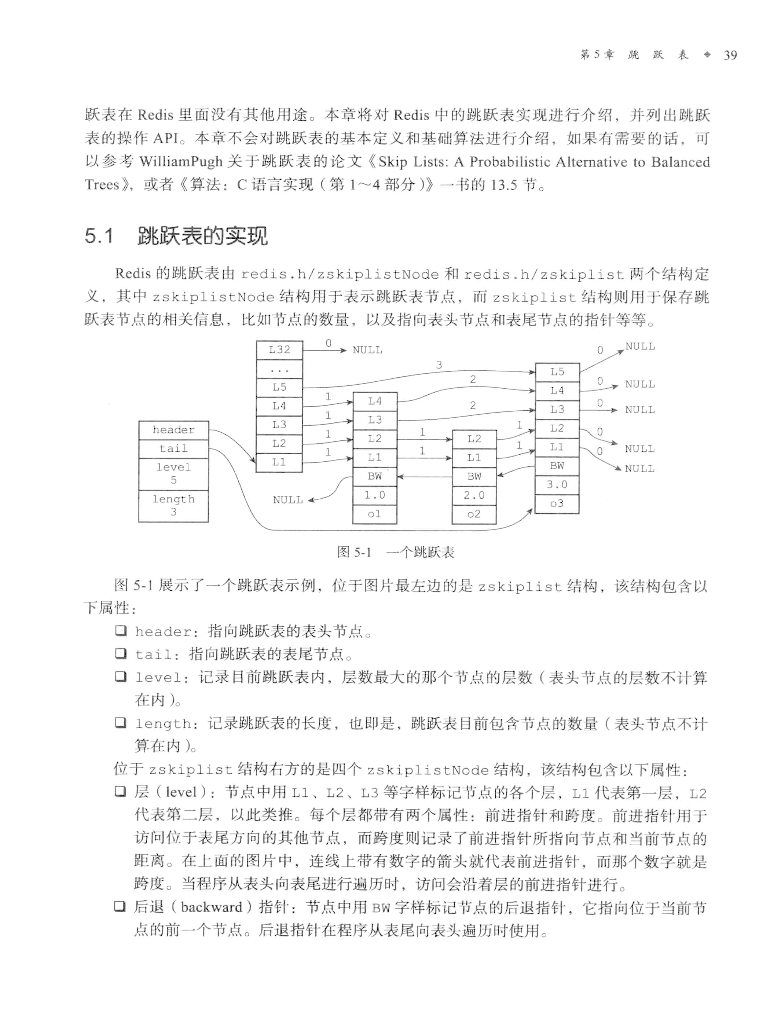 第5章 跳 跃 表 ◆ 39
跃表在 Redis 里面没有其他用途。本章将对 Redis 中的跳跃表实现进行介绍，并列出跳跃
表的操作 API。本章不会对跳跃表的基本定义和基础算法进行介绍，如果有需要的话，可
以参考 WilliamPugh 关于跳跃表的论文《Skip Lists: A Probabilistic Alternative to Balanced
Trees》，或者《算法：C 语言实现（第 1～4 部分）》一书的 13.5 节。
5.1 跳跃表的实现
Redis 的跳跃表由 redis.h/zskiplistNode 和 redis.h/zskiplist 两个结构定
义，其中 zskiplistNode 结构用于表示跳跃表节点，而 zskiplist 结构则用于保存跳
跃表节点的相关信息，比如节点的数量，以及指向表头节点和表尾节点的指针等等。
header
tail
level
5
length
3
L32
...
L5
L4
L3
L2
L1
0
NULL
3
1
1
1
1
NULL
L4
L3
L2
L1
BW
1.0
o1
2
2
1
1
L2
L1
BW
2.0
o2
1
1
L5
L4
L3
L2
L1
BW
3.0
o3
0
NULL
0
NULL
0
NULL
0
NULL
0
NULL
图 5-1 一个跳跃表
图 5-1 展示了一个跳跃表示例，位于图片最左边的是 zskiplist 结构，该结构包含以
下属性：
❑ header：指向跳跃表的表头节点。
❑ tail：指向跳跃表的表尾节点。
❑ level：记录目前跳跃表内，层数最大的那个节点的层数（表头节点的层数不计算
在内）。
❑ length：记录跳跃表的长度，也即是，跳跃表目前包含节点的数量（表头节点不计
算在内）。
位于 zskiplist 结构右方的是四个 zskiplistNode 结构，该结构包含以下属性：
❑ 层（level）：节点中用 L1、L2、L3 等字样标记节点的各个层，L1 代表第一层，L2
代表第二层，以此类推。每个层都带有两个属性：前进指针和跨度。前进指针用于
访问位于表尾方向的其他节点，而跨度则记录了前进指针所指向节点和当前节点的
距离。在上面的图片中，连线上带有数字的箭头就代表前进指针，而那个数字就是
跨度。当程序从表头向表尾进行遍历时，访问会沿着层的前进指针进行。
❑ 后退（backward）指针：节点中用 BW 字样标记节点的后退指针，它指向位于当前节
点的前一个节点。后退指针在程序从表尾向表头遍历时使用。